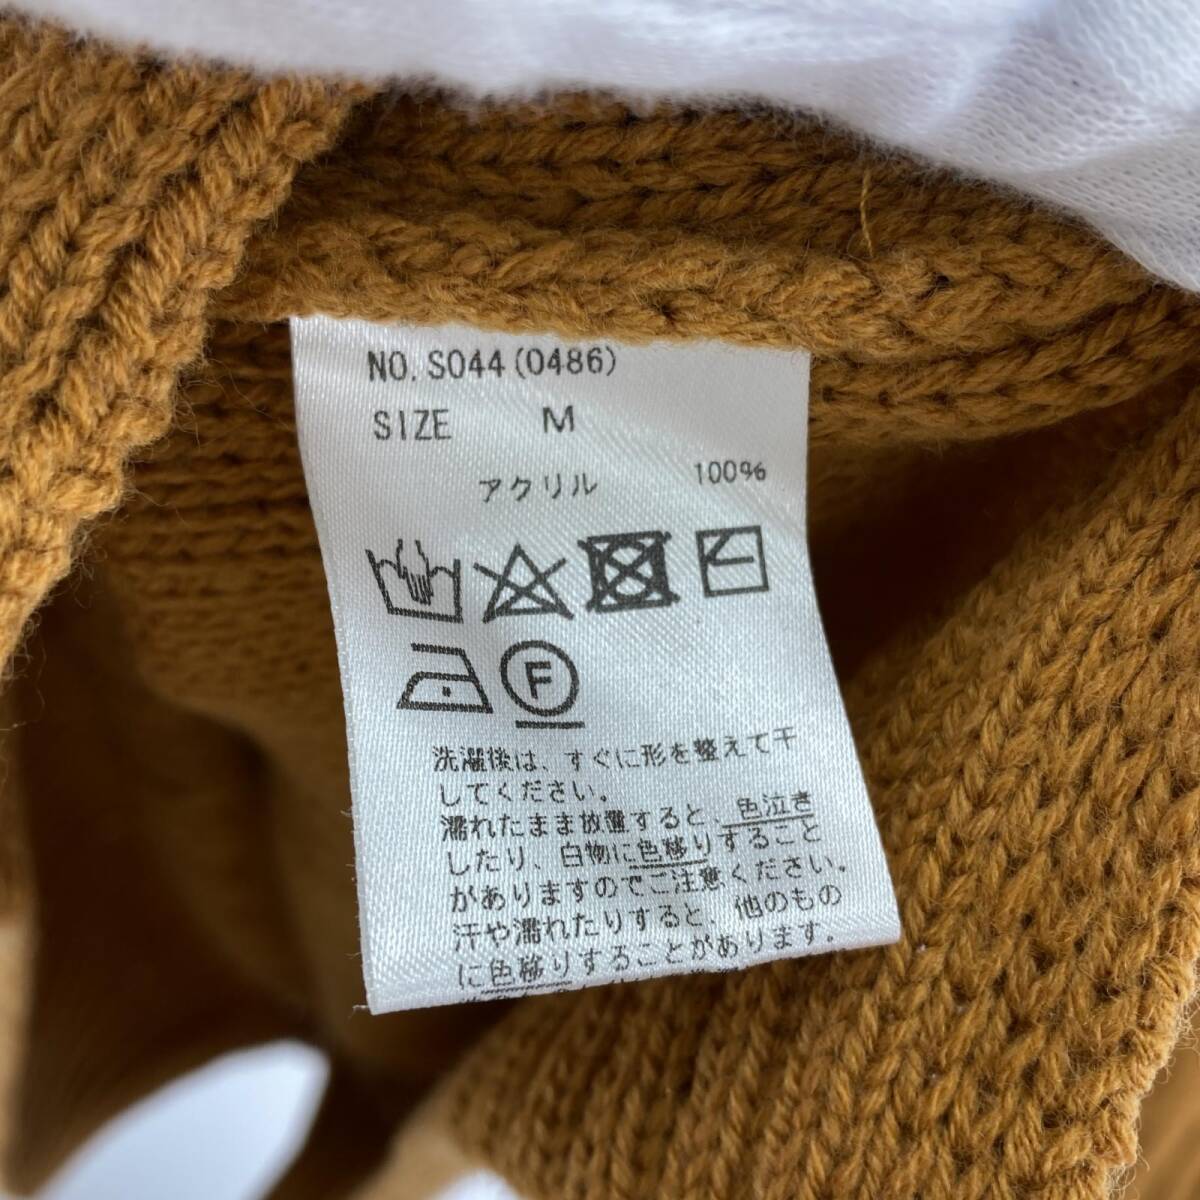 NO. S044 (0486)
SIZE M
アクリル 100%
F
洗濯後は、すぐに形を整えて干
してください。
濡れたまま放置すると、色泣き
したり、白物に色移りすること
がありますのでご注意ください。
汗や濡れたりすると、他のもの
に色移りすることがあります。